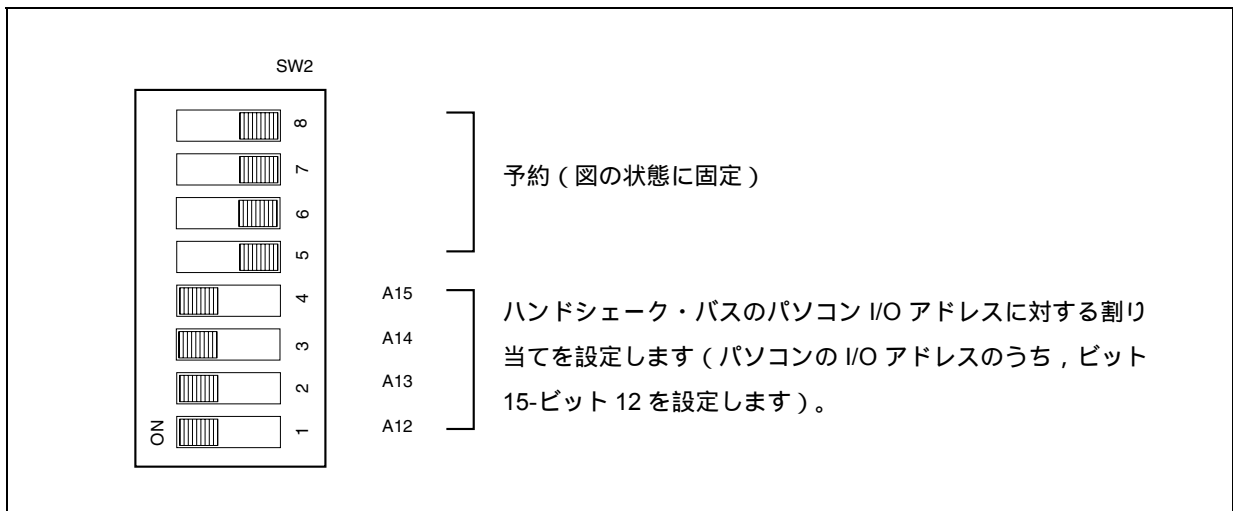 SW2
8
7
予約（図の状態に固定）
6
5
4 A15
ハンドシェーク・バスのパソコン I/O アドレスに対する割り
3 A14
当てを設定します（パソコンの I/O アドレスのうち，ビット
2 A13
15-ビット 12 を設定します）。
ON 1 A12